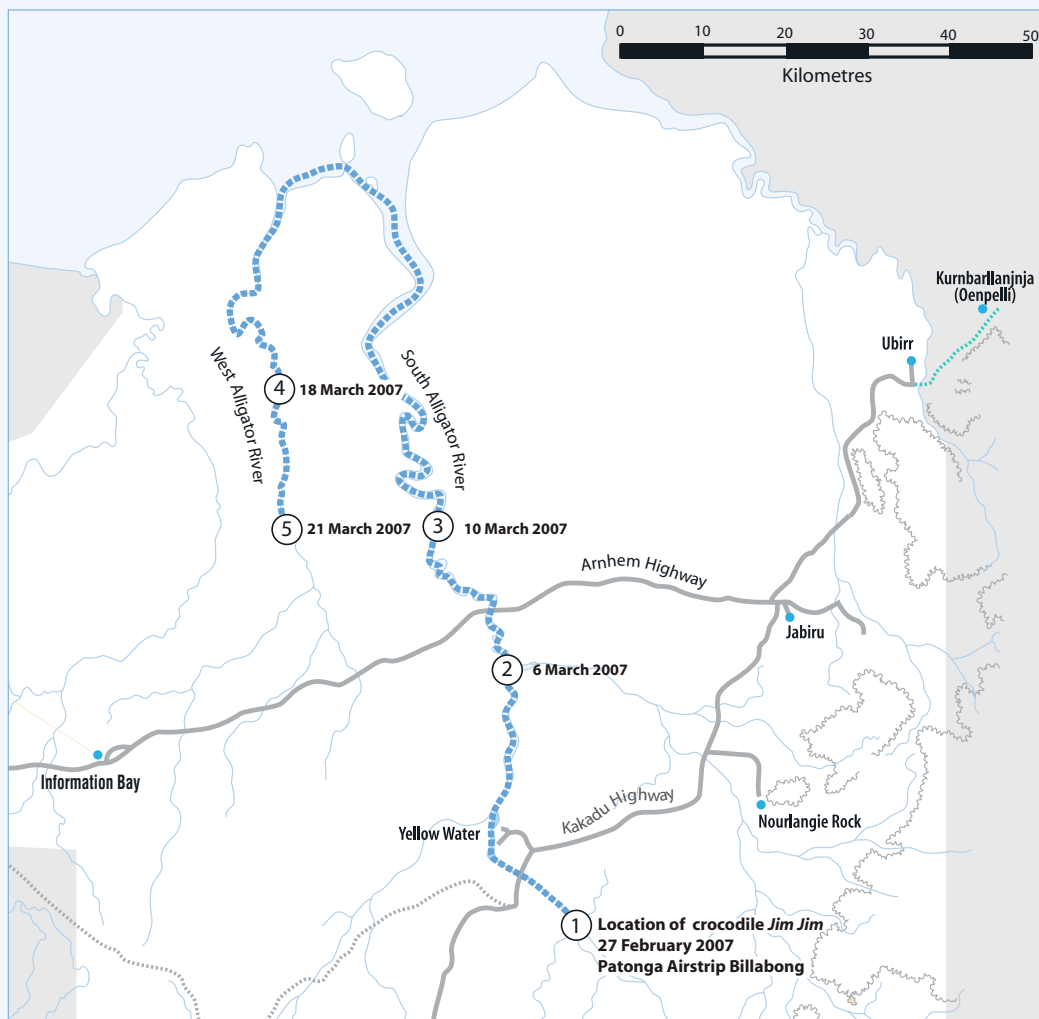 0 10 20 30 40 50
Kilometres
Kurnbarllanjnja
(Oenpelli)
Ubirr
West Alligator River
South Alligator River
4 18 March 2007
5 21 March 2007
3 10 March 2007
Arnhem Highway
Jabiru
2 6 March 2007
Information Bay
Kakadu Highway
Nourlangie Rock
Yellow Water
1 Location of crocodile Jim Jim
27 February 2007
Patonga Airstrip Billabong